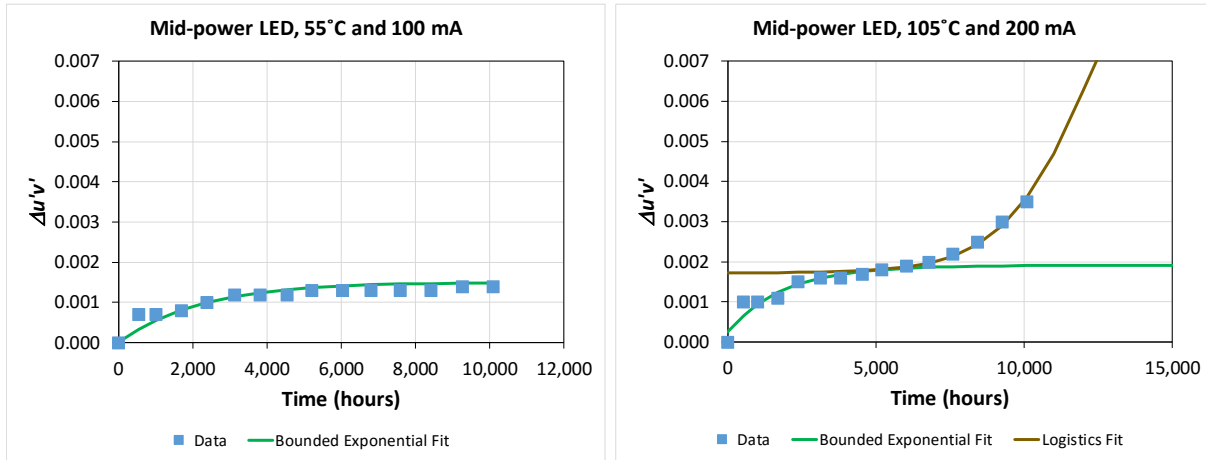 Mid-power LED, 55˚C and 100 mA
0.007
0.006
0.005
0.004
0.003
0.002
0.001
0.000
Δu'v'
0
2,000
4,000
6,000
8,000
10,000
12,000
Time (hours)
Data
Bounded Exponential Fit
Mid-power LED, 105˚C and 200 mA
0.007
0.006
0.005
0.004
0.003
0.002
0.001
0.000
Δu'v'
0
5,000
10,000
15,000
Time (hours)
Data
Bounded Exponential Fit
Logistics Fit